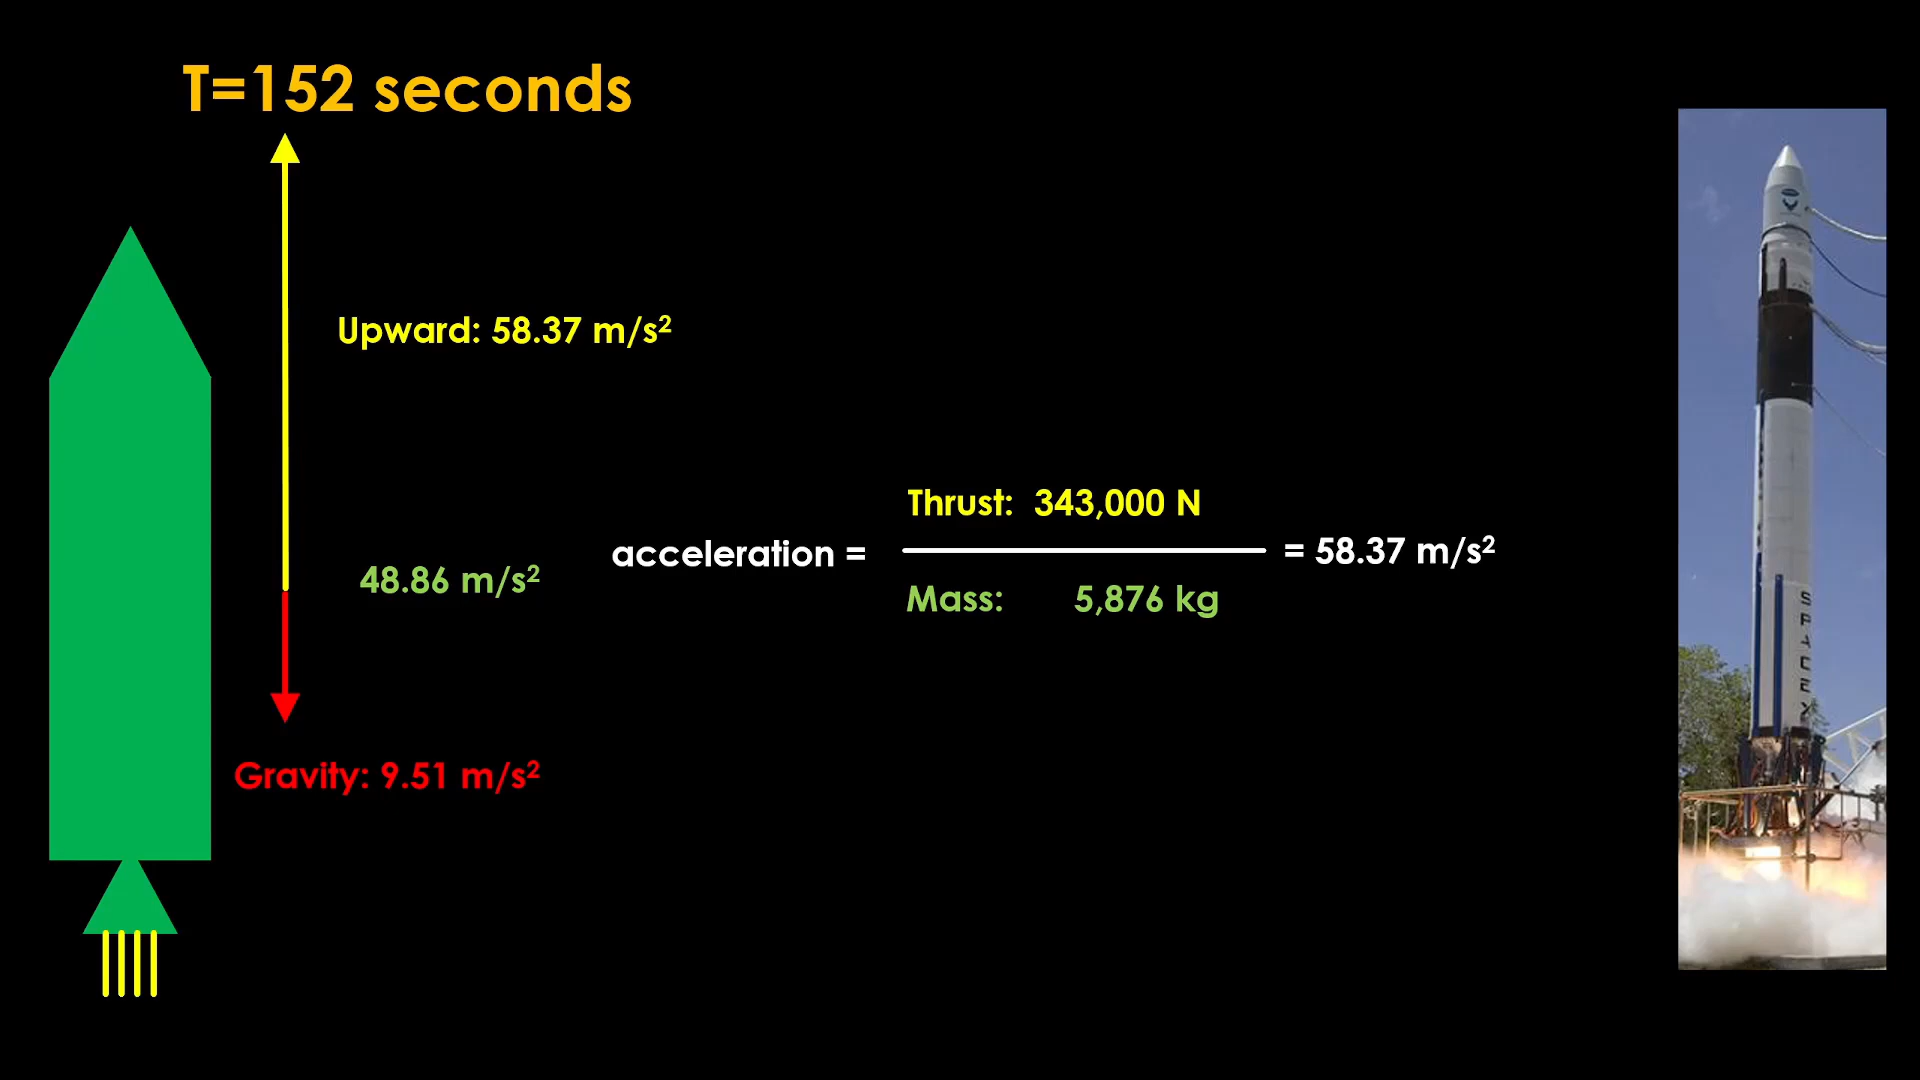 T=152 seconds
Upward: 58.37 m/s²
Thrust: 343,000 N
acceleration =
= 58.37 m/s²
48.86 m/s²
Mass: 5,876 kg
Gravity: 9.51 m/s²
SPACEX